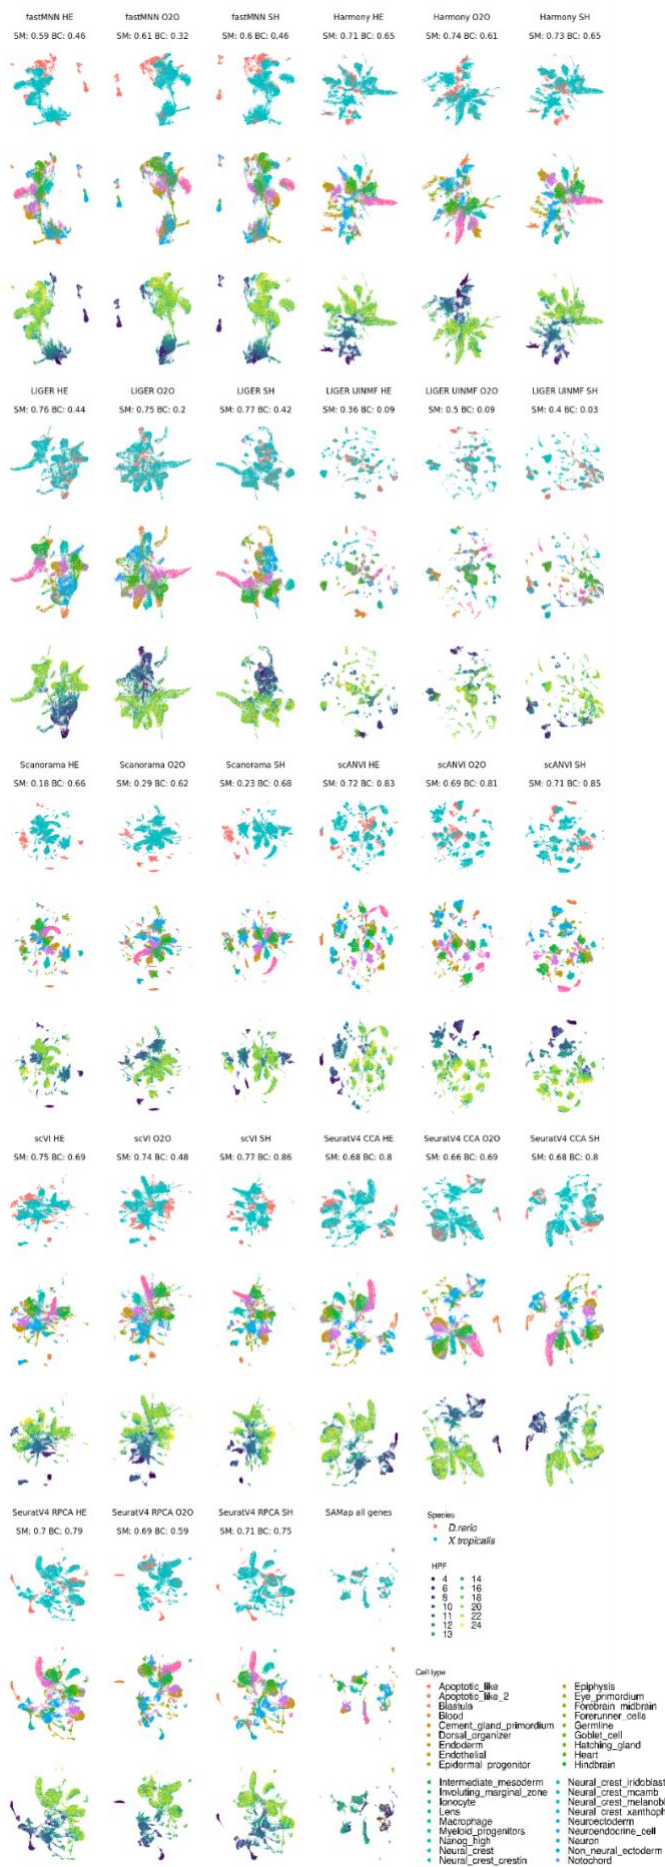 fastMNN HE fastMNN O2O fastMNN SH Harmony HE Harmony O2O Harmony SH
SM: 0.59 BC: 0.46 SM: 0.61 BC: 0.32 SM: 0.6 BC: 0.46 SM: 0.71 BC: 0.65 SM: 0.74 BC: 0.61 SM: 0.73 BC: 0.65
LIGER HE LIGER O2O LIGER SH LIGER UINMF HE LIGER UINMF O2O LIGER UINMF SH
SM: 0.76 BC: 0.44 SM: 0.75 BC: 0.2 SM: 0.77 BC: 0.42 SM: 0.36 BC: 0.09 SM: 0.5 BC: 0.09 SM: 0.4 BC: 0.03
Scanorama HE Scanorama O2O Scanorama SH scANVI HE scANVI O2O scANVI SH
SM: 0.18 BC: 0.66 SM: 0.29 BC: 0.62 SM: 0.23 BC: 0.68 SM: 0.72 BC: 0.83 SM: 0.69 BC: 0.81 SM: 0.71 BC: 0.85
scVI HE scVI O2O scVI SH SeuratV4 CCA HE SeuratV4 CCA O2O SeuratV4 CCA SH
SM: 0.75 BC: 0.69 SM: 0.74 BC: 0.48 SM: 0.77 BC: 0.86 SM: 0.68 BC: 0.8 SM: 0.66 BC: 0.69 SM: 0.68 BC: 0.8
SeuratV4 RPCA HE SeuratV4 RPCA O2O SeuratV4 RPCA SH SAMap all genes
SM: 0.7 BC: 0.79 SM: 0.69 BC: 0.59 SM: 0.71 BC: 0.75
Species
D.rerio
X.tropicalis
HPF
4 14
6 16
8 18
10 20
11 22
12 24
13
Cell type
Apoptotic_like Epiphysis
Apoptotic_like_2 Eye_primordium
Blastula Forebrain_midbrain
Blood Forerunner_cells
Cement_gland_primordium Germline
Dorsal_organizer Goblet_cell
Endoderm Hatching_gland
Endothelial Heart
Epidermal_progenitor Hindbrain
Intermediate_mesoderm Neural_crest_iridoblast
Involuting_marginal_zone Neural_crest_mcamb
Ionocyte Neural_crest_melanobl
Lens Neural_crest_xanthoph
Macrophage Neuroectoderm
Myeloid_progenitors Neuroendocrine_cell
Nanog_high Neuron
Neural_crest Non_neural_ectoderm
Neural_crest_crestin Notochord